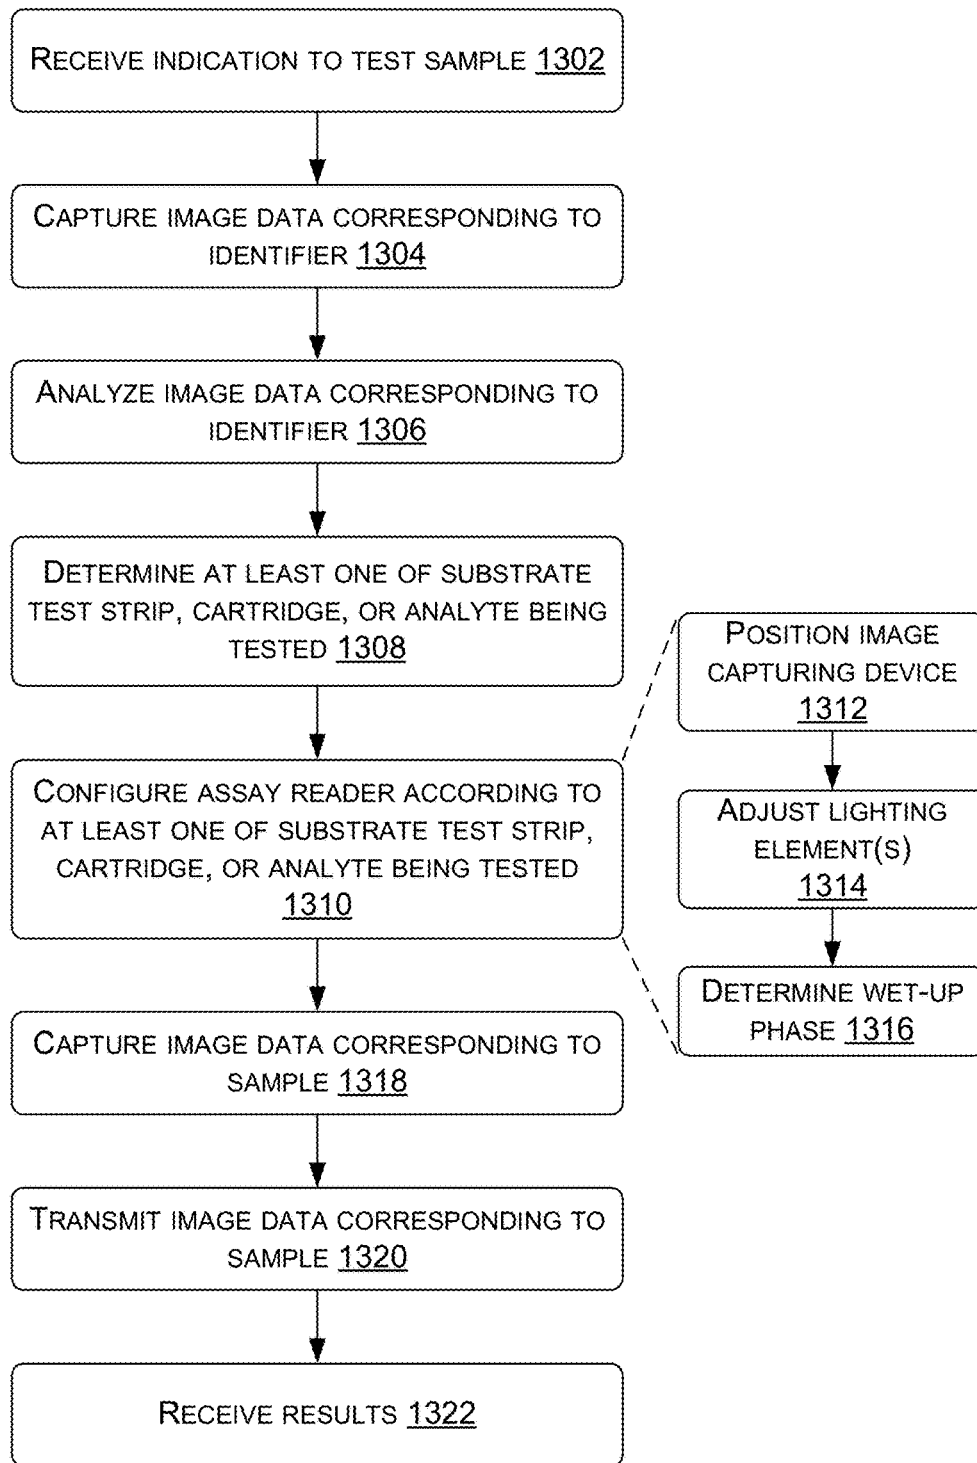 RECEIVE INDICATION TO TEST SAMPLE 1302
CAPTURE IMAGE DATA CORRESPONDING TO
IDENTIFIER 1304
ANALYZE IMAGE DATA CORRESPONDING TO
IDENTIFIER 1306
DETERMINE AT LEAST ONE OF SUBSTRATE
TEST STRIP, CARTRIDGE, OR ANALYTE BEING
TESTED 1308
CONFIGURE ASSAY READER ACCORDING TO
AT LEAST ONE OF SUBSTRATE TEST STRIP,
CARTRIDGE, OR ANALYTE BEING TESTED
1310
POSITION IMAGE
CAPTURING DEVICE
1312
ADJUST LIGHTING
ELEMENT(S)
1314
DETERMINE WET-UP
PHASE 1316
CAPTURE IMAGE DATA CORRESPONDING TO
SAMPLE 1318
TRANSMIT IMAGE DATA CORRESPONDING TO
SAMPLE 1320
RECEIVE RESULTS 1322